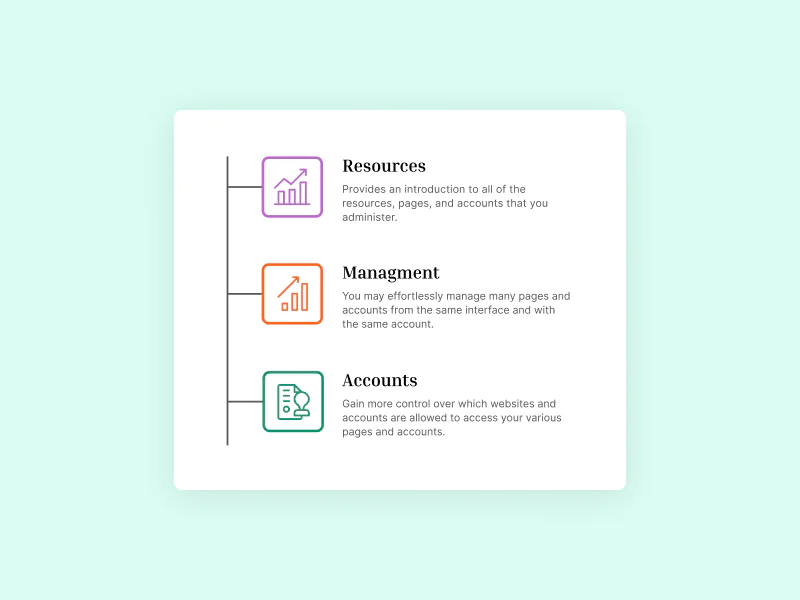 Resources
Provides an introduction to all of the
resources, pages, and accounts that you
administer.
Managment
You may effortlessly manage many pages and
accounts from the same interface and with
the same account.
Accounts
Gain more control over which websites and
accounts are allowed to access your various
pages and accounts.